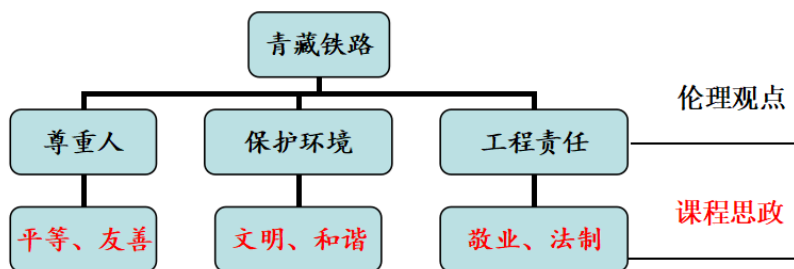 青藏铁路
伦理观点
尊重人
保护环境
工程责任
课程思政
平等、友善
文明、和谐
敬业、法制